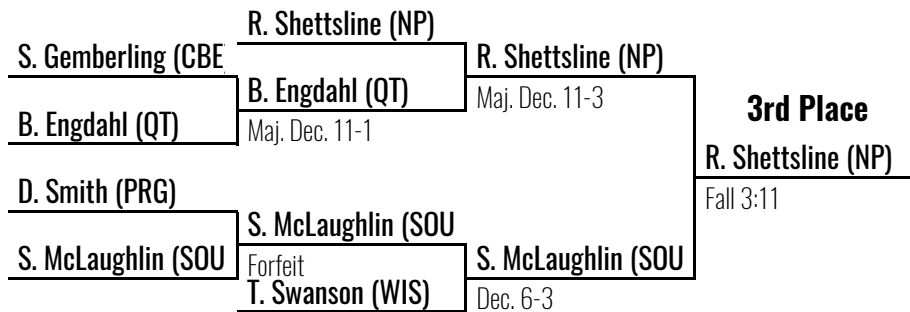 R. Shettsline (NP)
S. Gemberling (CBE
R. Shettsline (NP)
B. Engdahl (QT)
Maj. Dec. 11-3
3rd Place
B. Engdahl (QT)
Maj. Dec. 11-1
R. Shettsline (NP)
D. Smith (PRG)
Fall 3:11
S. McLaughlin (SOU
S. McLaughlin (SOU
Forfeit
S. McLaughlin (SOU
T. Swanson (WIS)
Dec. 6-3